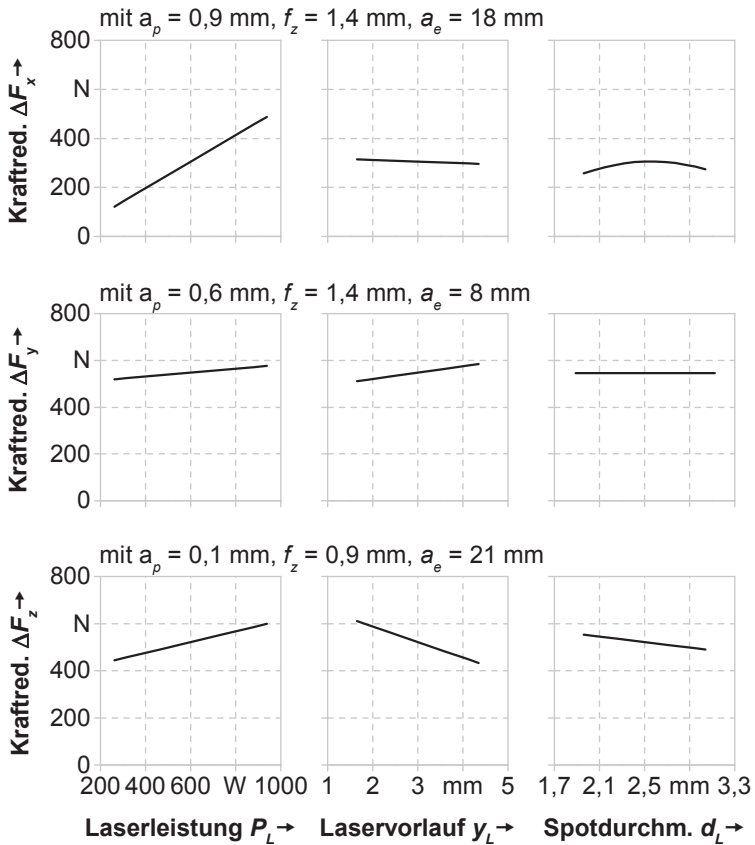 mit a_p = 0,9 mm, f_z = 1,4 mm, a_e = 18 mm
Kraftred. ΔF_x →
800
N
400
200
0
mit a_p = 0,6 mm, f_z = 1,4 mm, a_e = 8 mm
Kraftred. ΔF_y →
800
N
400
200
0
mit a_p = 0,1 mm, f_z = 0,9 mm, a_e = 21 mm
Kraftred. ΔF_z →
800
N
400
200
0
200 400 600 W 1000 1 2 3 mm 5 1,7 2,1 2,5 mm 3,3
Laserleistung P_L → Laservorlauf y_L → Spotdurchm. d_L →